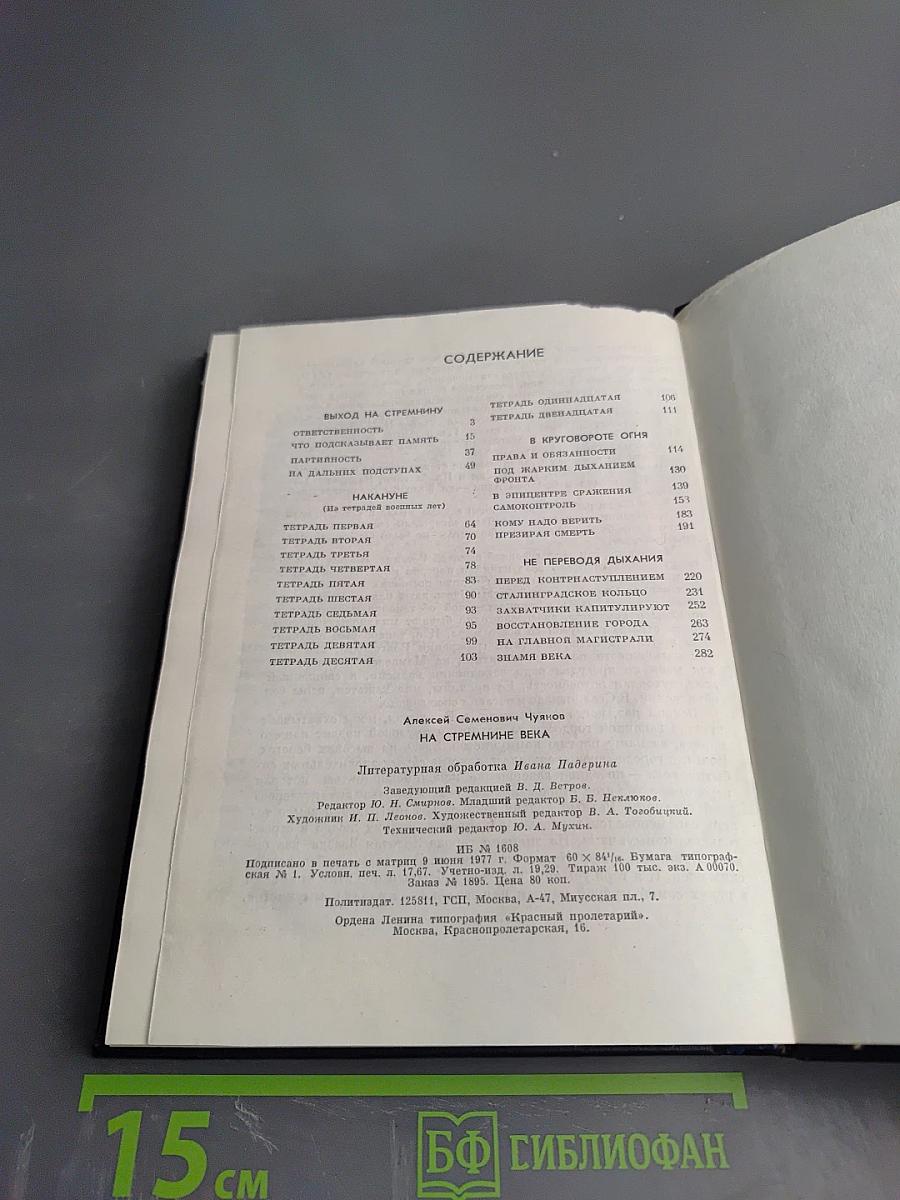 СОДЕРЖАНИЕ
ВЫХОД НА СТРЕМНИНУ
ОТВЕТСТВЕННОСТЬ 3
ЧТО ПОДСКАЗЫВАЕТ ПАМЯТЬ 15
ПАРТИЙНОСТЬ 37
НА ДАЛЬНИХ ПОДСТУПАХ 49
НАКАНУНЕ
(Из тетрадей военных лет)
ТЕТРАДЬ ПЕРВАЯ 64
ТЕТРАДЬ ВТОРАЯ 70
ТЕТРАДЬ ТРЕТЬЯ 74
ТЕТРАДЬ ЧЕТВЕРТАЯ 78
ТЕТРАДЬ ПЯТАЯ 83
ТЕТРАДЬ ШЕСТАЯ 90
ТЕТРАДЬ СЕДЬМАЯ 93
ТЕТРАДЬ ВОСЬМАЯ 95
ТЕТРАДЬ ДЕВЯТАЯ 99
ТЕТРАДЬ ДЕСЯТАЯ 103
ТЕТРАДЬ ОДИННАДЦАТАЯ 106
ТЕТРАДЬ ДВЕНАДЦАТАЯ 111
В КРУГОВОРОТЕ ОГНЯ
ПРАВА И ОБЯЗАННОСТИ 114
ПОД ЖАРКИМ ДЫХАНИЕМ
ФРОНТА 130
В ЭПИЦЕНТРЕ СРАЖЕНИЯ 139
САМОКОНТРОЛЬ 153
КОМУ НАДО ВЕРИТЬ 183
ПРЕЗИРАЯ СМЕРТЬ 191
НЕ ПЕРЕВОДЯ ДЫХАНИЯ
ПЕРЕД КОНТРНАСТУПЛЕНИЕМ 220
СТАЛИНГРАДСКОЕ КОЛЬЦО 231
ЗАХВАТЧИКИ КАПИТУЛИРУЮТ 252
ВОССТАНОВЛЕНИЕ ГОРОДА 263
НА ГЛАВНОЙ МАГИСТРАЛИ 274
ЗНАМЯ ВЕКА 282
Алексей Семенович Чуянов
НА СТРЕМНИНЕ ВЕКА
Литературная обработка Ивана Падерина
Заведующий редакцией В. Д. Ветров.
Редактор Ю. Н. Смирнов. Младший редактор Б. Б. Неклюков.
Художник И. П. Леонов. Художественный редактор В. А. Тогобицкий.
Технический редактор Ю. А. Мухин.
ИБ № 1608
Подписано в печать с матриц 9 июня 1977 г. Формат 60 × 84¹/₁₆. Бумага типограф-
ская № 1. Условн. печ. л. 17,67. Учетно-изд. л. 19,29. Тираж 100 тыс. экз. А 00070.
Заказ № 1895. Цена 80 коп.
Политиздат. 125811, ГСП, Москва, А-47, Миусская пл., 7.
Ордена Ленина типография «Красный пролетарий».
Москва, Краснопролетарская, 16.
15 см
БФ БИБЛИОФАН